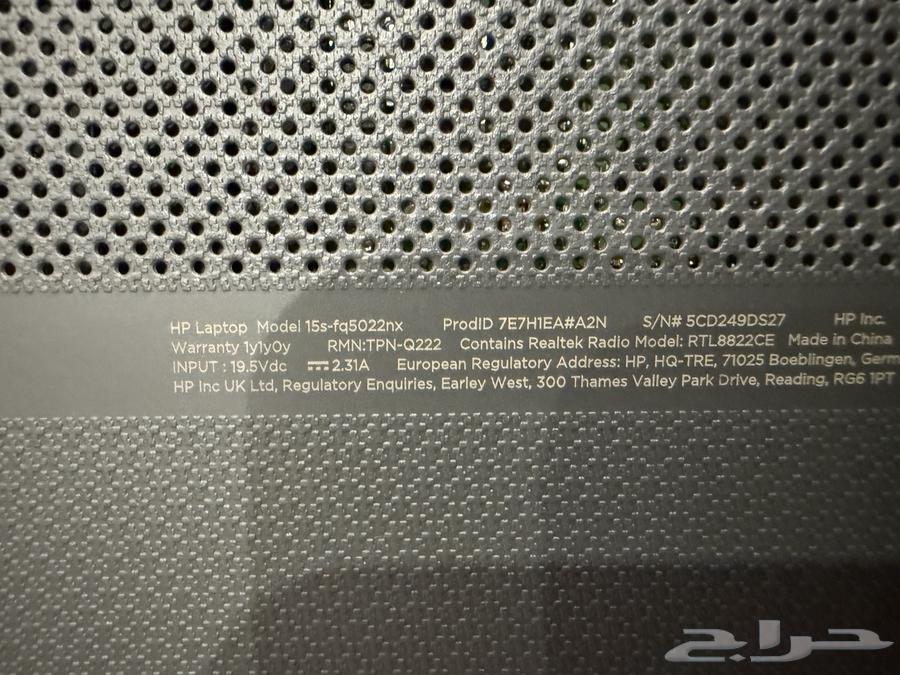 HP Laptop Model 15s-fq5022nx ProdID 7E7H1EA#A2N S/N# 5CD249DS27 HP Inc.
Warranty 1y1y0y RMN:TPN-Q222 Contains Realtek Radio Model: RTL8822CE Made in China
INPUT : 19.5Vdc ⎓ 2.31A European Regulatory Address: HP, HQ-TRE, 71025 Boeblingen, Germ
HP Inc UK Ltd, Regulatory Enquiries, Earley West, 300 Thames Valley Park Drive, Reading, RG6 1PT
حراج